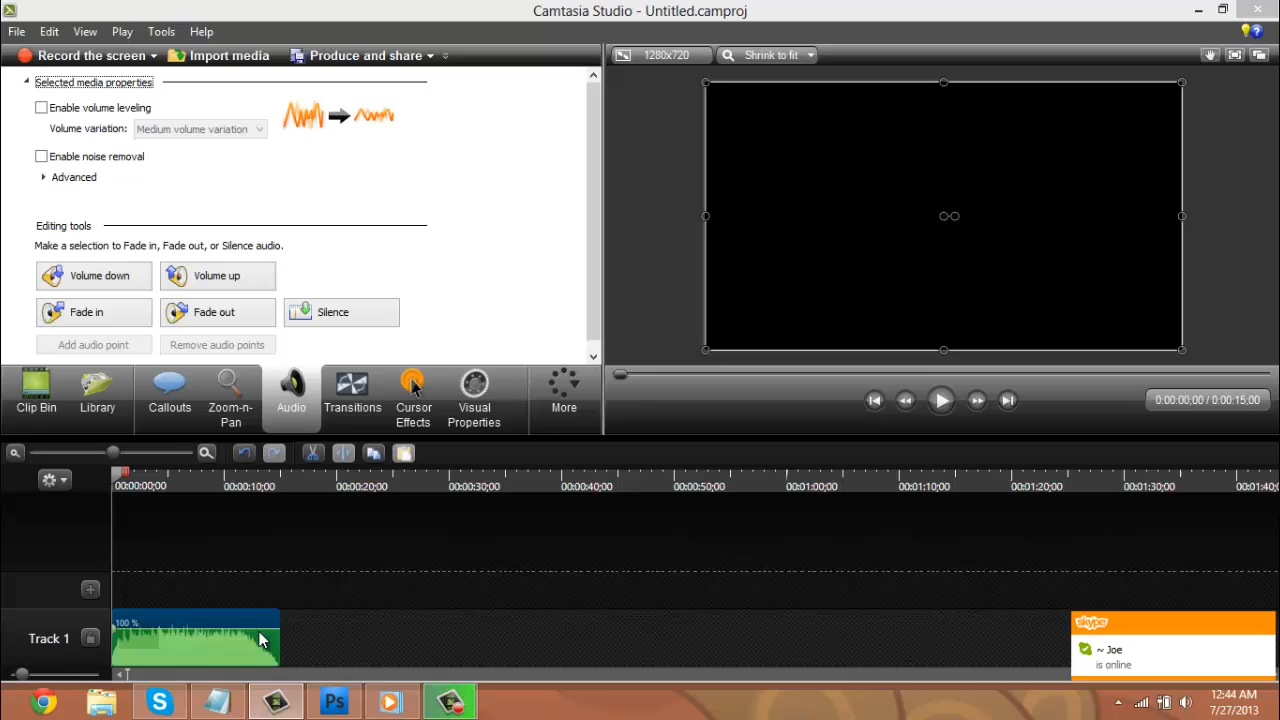 Camtasia Studio - Untitled.camproj
File Edit View Play Tools Help
Record the screen Import media Produce and share
1280x720 Shrink to fit
Selected media properties
Enable volume leveling
Volume variation: Medium volume variation
Enable noise removal
Advanced
Editing tools
Make a selection to Fade in, Fade out, or Silence audio.
Volume down Volume up
Fade in Fade out Silence
Add audio point Remove audio points
Clip Bin Library Callouts Zoom-n-Pan Audio Transitions Cursor Effects Visual Properties More
0:00:00;00 / 0:00:15;00
00:00:00;00 00:00:10;00 00:00:20;00 00:00:30;00 00:00:40;00 00:00:50;00 00:01:00;00 00:01:10;00 00:01:20;00 00:01:30;00 00:01:40;
100 %
Track 1
skype
~ Joe
is online
Ps
12:44 AM
7/27/2013